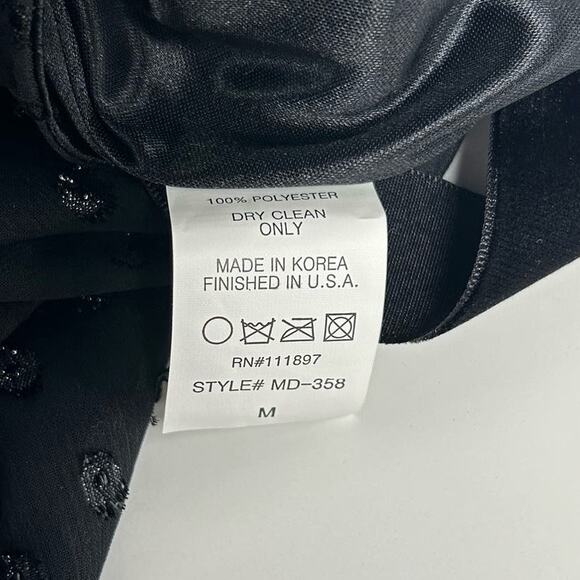 100% POLYESTER
DRY CLEAN
ONLY
MADE IN KOREA
FINISHED IN U.S.A.
RN#111897
STYLE# MD-358
M